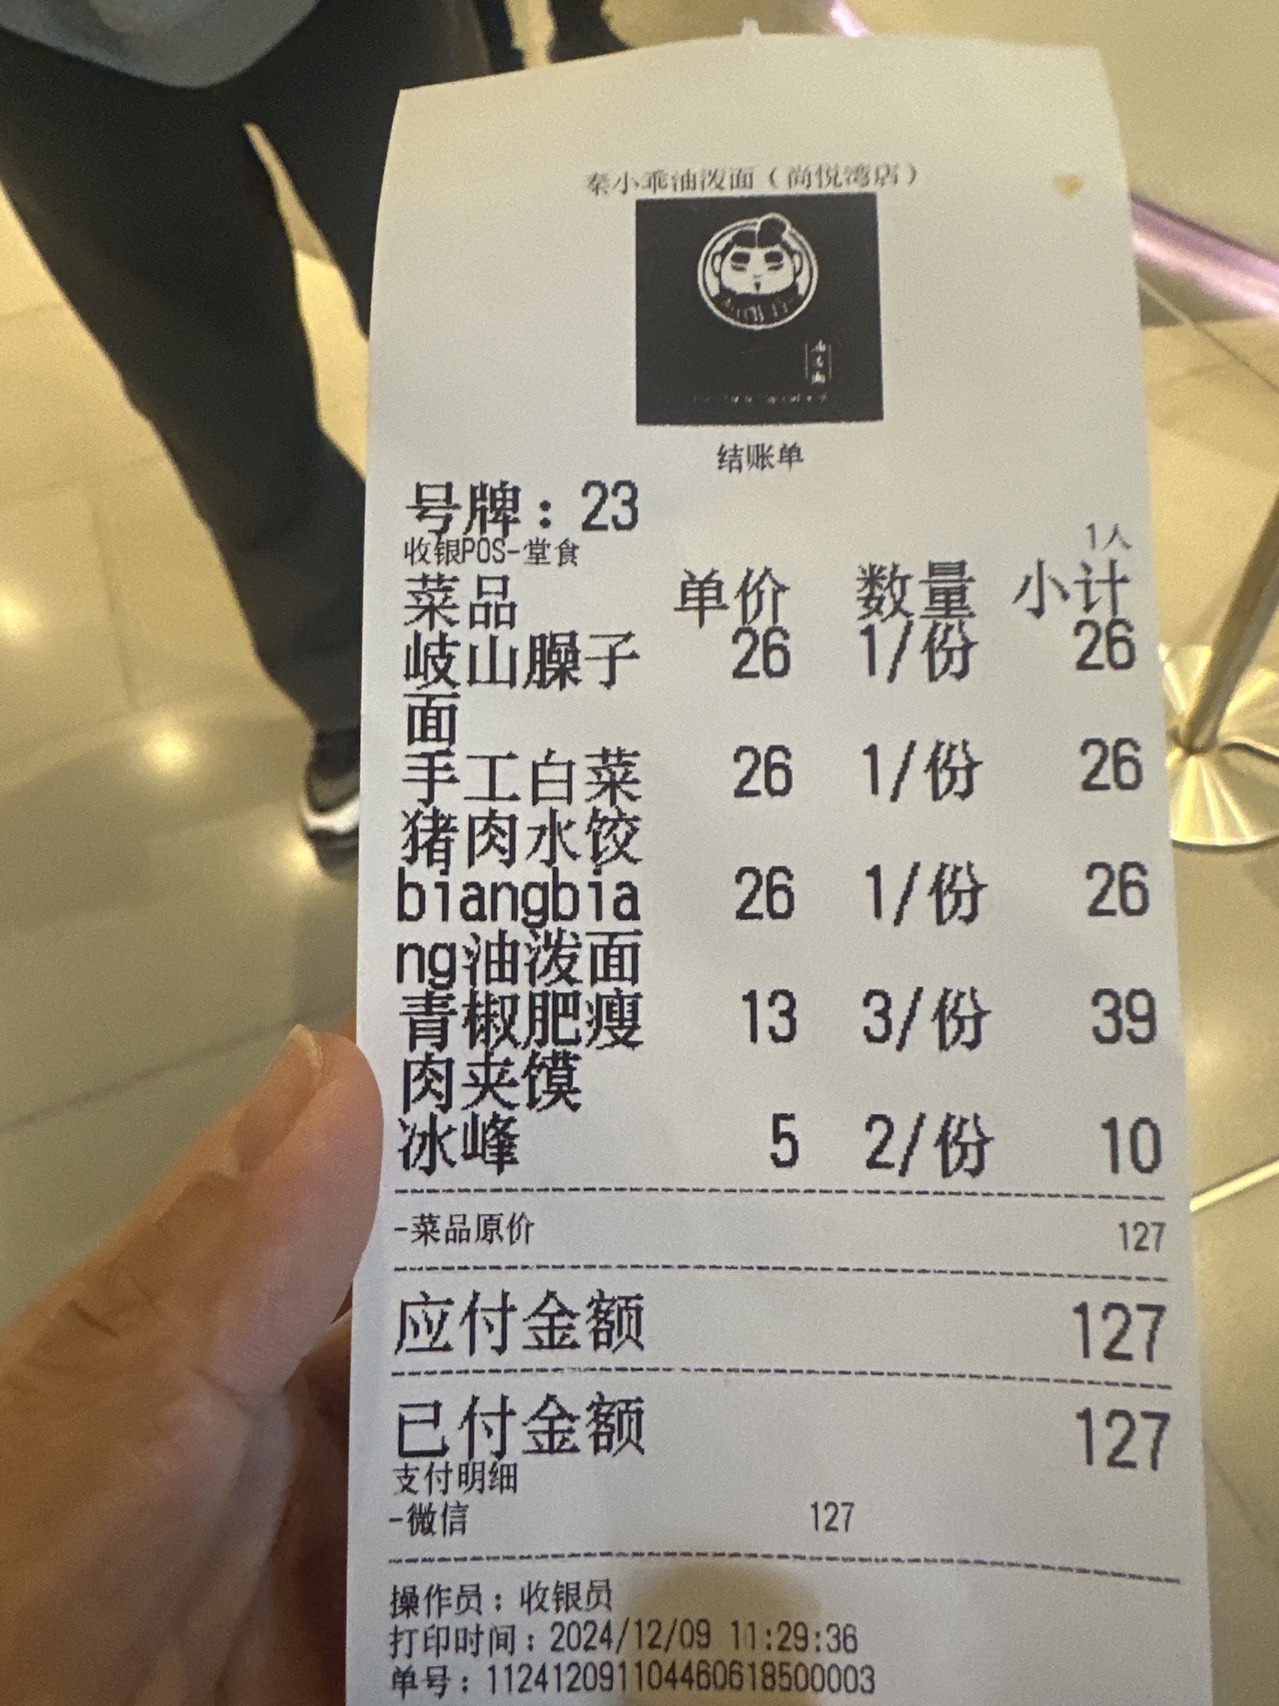 秦小乖油泼面（尚悦湾店）
结账单
号牌：23
收银POS-堂食 1人
菜品 单价 数量 小计
岐山臊子 26 1/份 26
面
手工白菜 26 1/份 26
猪肉水饺
biangbia 26 1/份 26
ng油泼面
青椒肥瘦 13 3/份 39
肉夹馍
冰峰 5 2/份 10
-菜品原价 127
应付金额 127
已付金额 127
支付明细
-微信 127
操作员：收银员
打印时间：2024/12/09 11:29:36
单号：11241209110446061850003